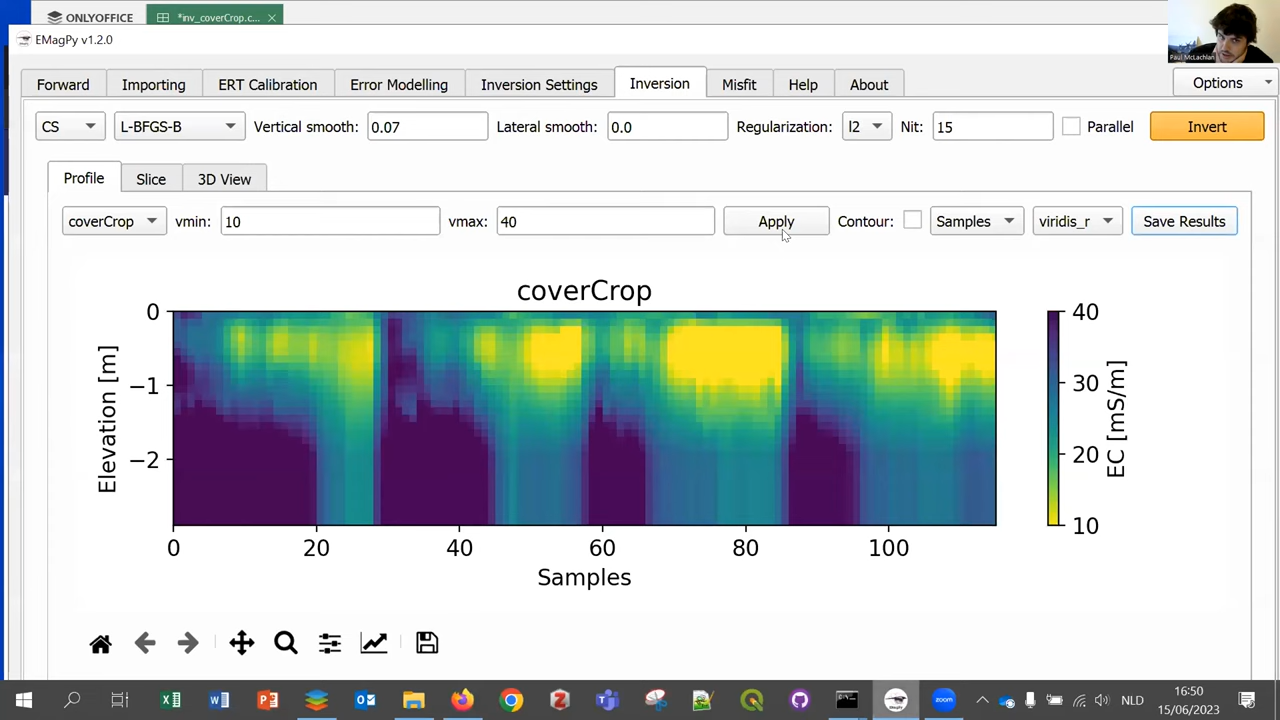 ONLYOFFICE
*inv_coverCrop.c...
EMagPy v1.2.0
Paul McLachlan
Forward
Importing
ERT Calibration
Error Modelling
Inversion Settings
Inversion
Misfit
Help
About
Options
CS
L-BFGS-B
Vertical smooth:
0.07
Lateral smooth:
0.0
Regularization:
l2
Nit:
15
Parallel
Invert
Profile
Slice
3D View
coverCrop
vmin:
10
vmax:
40
Apply
Contour:
Samples
viridis_r
Save Results
coverCrop
0
−1
−2
Elevation [m]
0
20
40
60
80
100
Samples
40
30
20
10
EC [mS/m]
NLD
16:50
15/06/2023